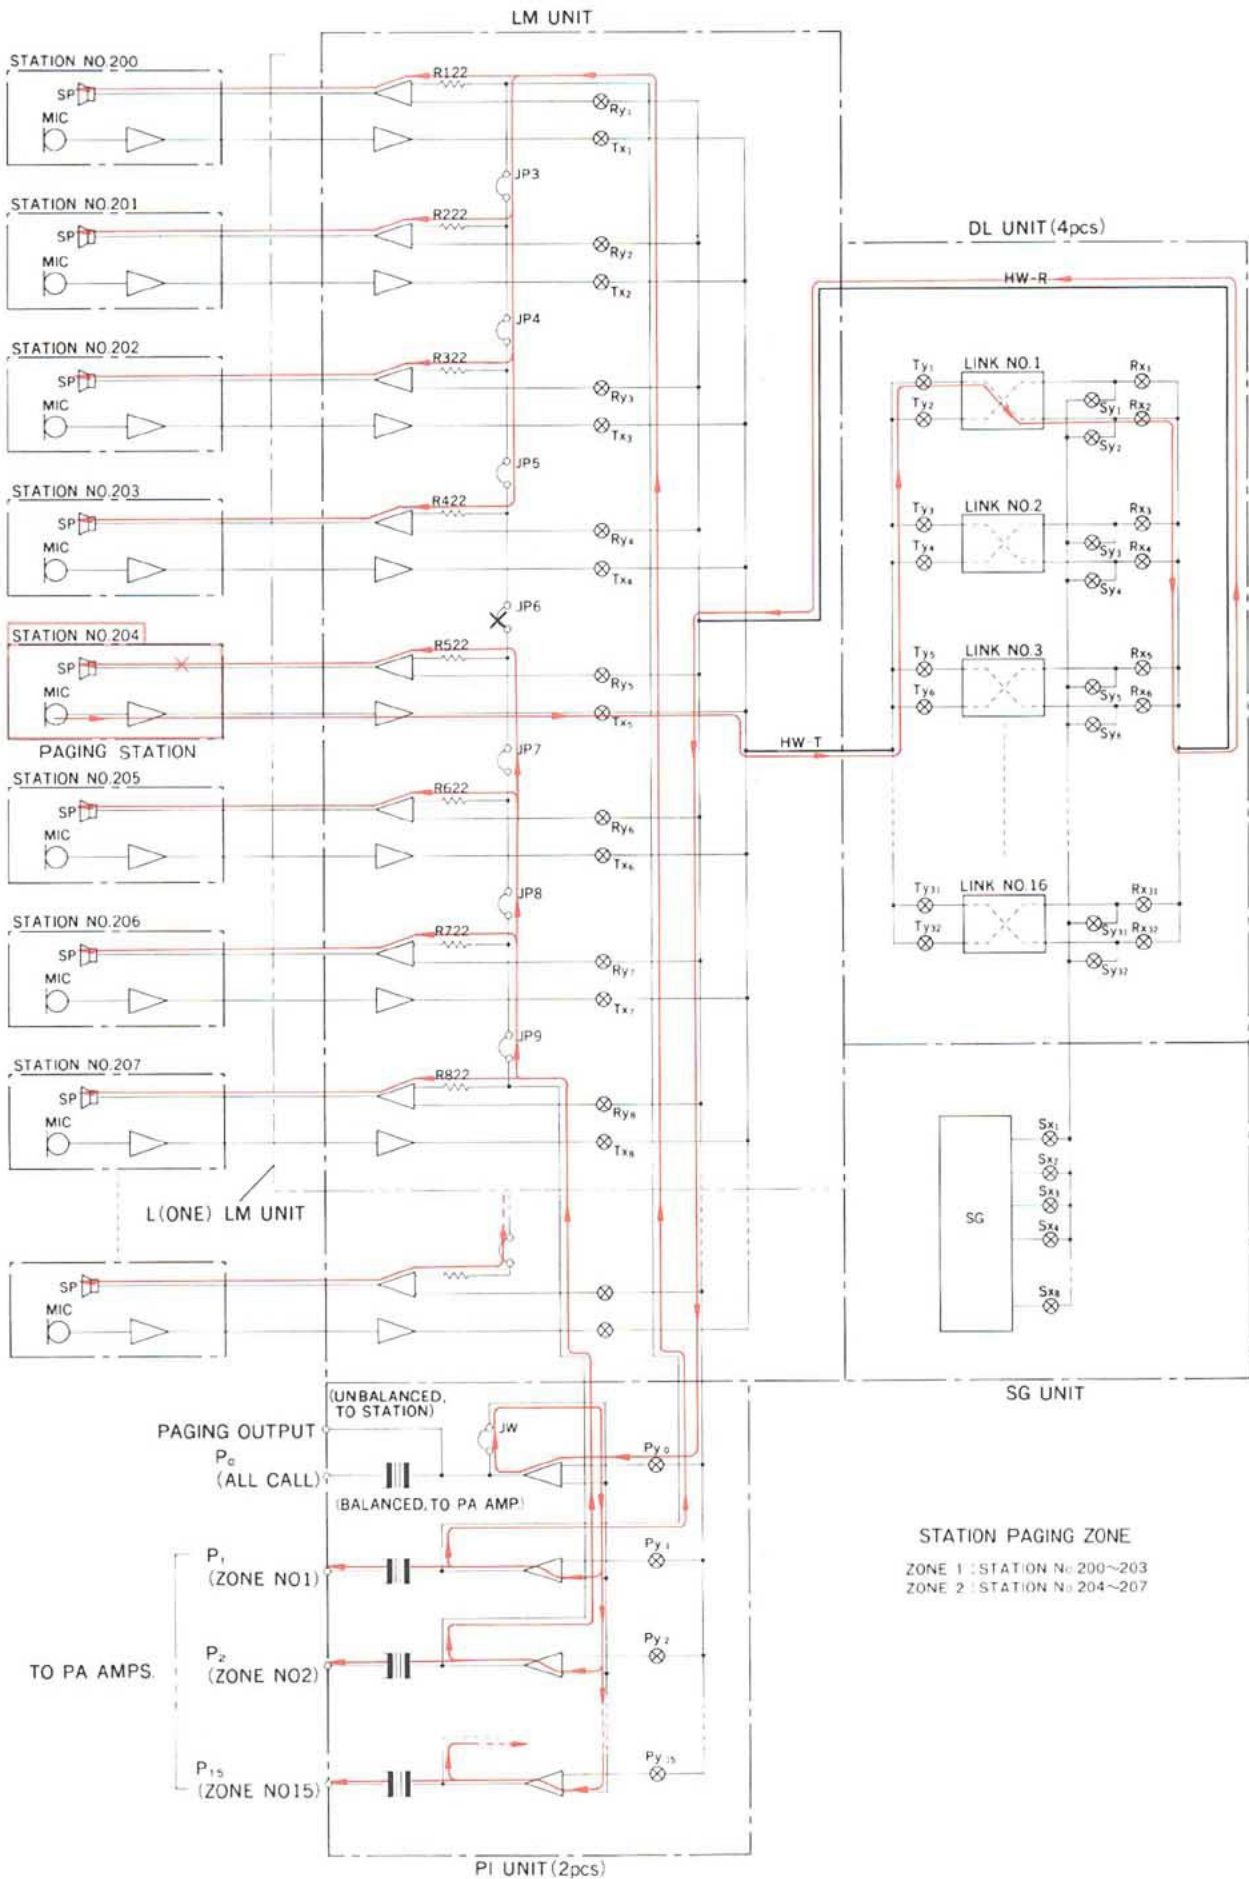 LM UNIT
STATION NO.200
SP
MIC
R122
Ry1
Tx1
JP3
STATION NO.201
SP
MIC
R222
Ry2
Tx2
JP4
STATION NO.202
SP
MIC
R322
Ry3
Tx3
JP5
STATION NO.203
SP
MIC
R422
Ry4
Tx4
JP6
STATION NO.204
SP
MIC
PAGING STATION
R522
Ry5
Tx5
HW-T
JP7
STATION NO.205
SP
MIC
R622
Ry6
Tx6
JP8
STATION NO.206
SP
MIC
R722
Ry7
Tx7
JP9
STATION NO.207
SP
MIC
R822
Ry8
Tx8
L(ONE) LM UNIT
SP
MIC
DL UNIT(4pcs)
HW-R
Ty1
LINK NO.1
Rx1
Ty2
Sy1
Rx2
Sy2
Ty3
LINK NO.2
Rx3
Ty4
Sy3
Rx4
Sy4
Ty5
LINK NO.3
Rx5
Ty6
Sy5
Rx6
Sy6
Ty31
LINK NO.16
Rx31
Ty32
Sy31
Rx32
Sy32
SG
Sx1
Sx2
Sx3
Sx4
Sx8
SG UNIT
(UNBALANCED,
TO STATION)
PAGING OUTPUT
JW
P0
(ALL CALL)
Py0
(BALANCED, TO PA AMP.)
P1
(ZONE NO1)
Py1
P2
(ZONE NO2)
Py2
TO PA AMPS.
P15
(ZONE NO15)
Py15
PI UNIT(2pcs)
STATION PAGING ZONE
ZONE 1 : STATION No.200~203
ZONE 2 : STATION No.204~207